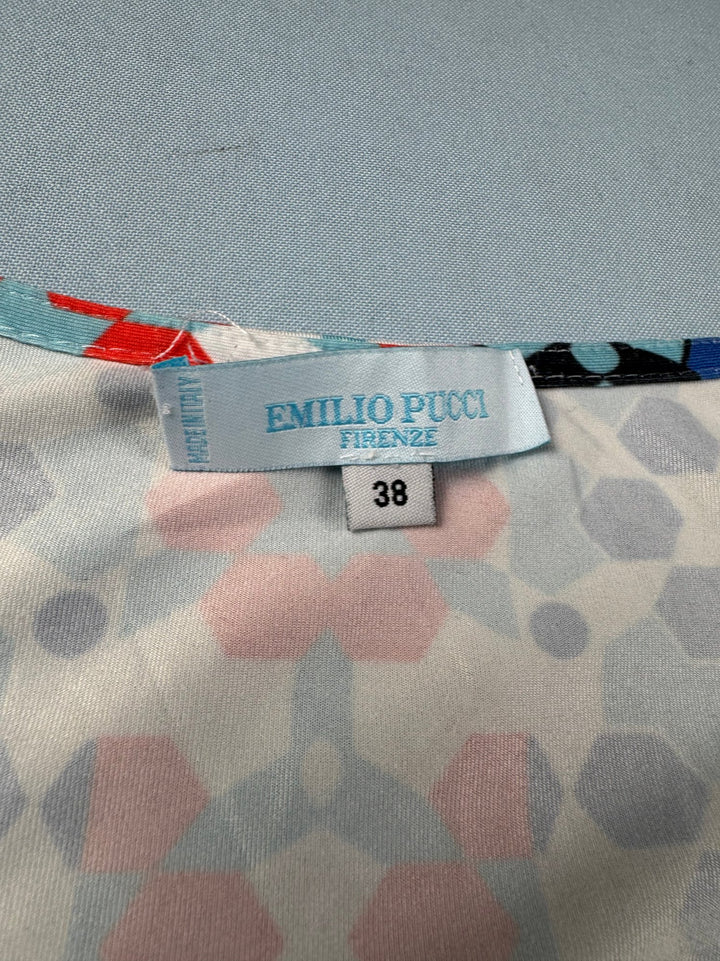 MADE IN ITALY
EMILIO PUCCI
FIRENZE
38